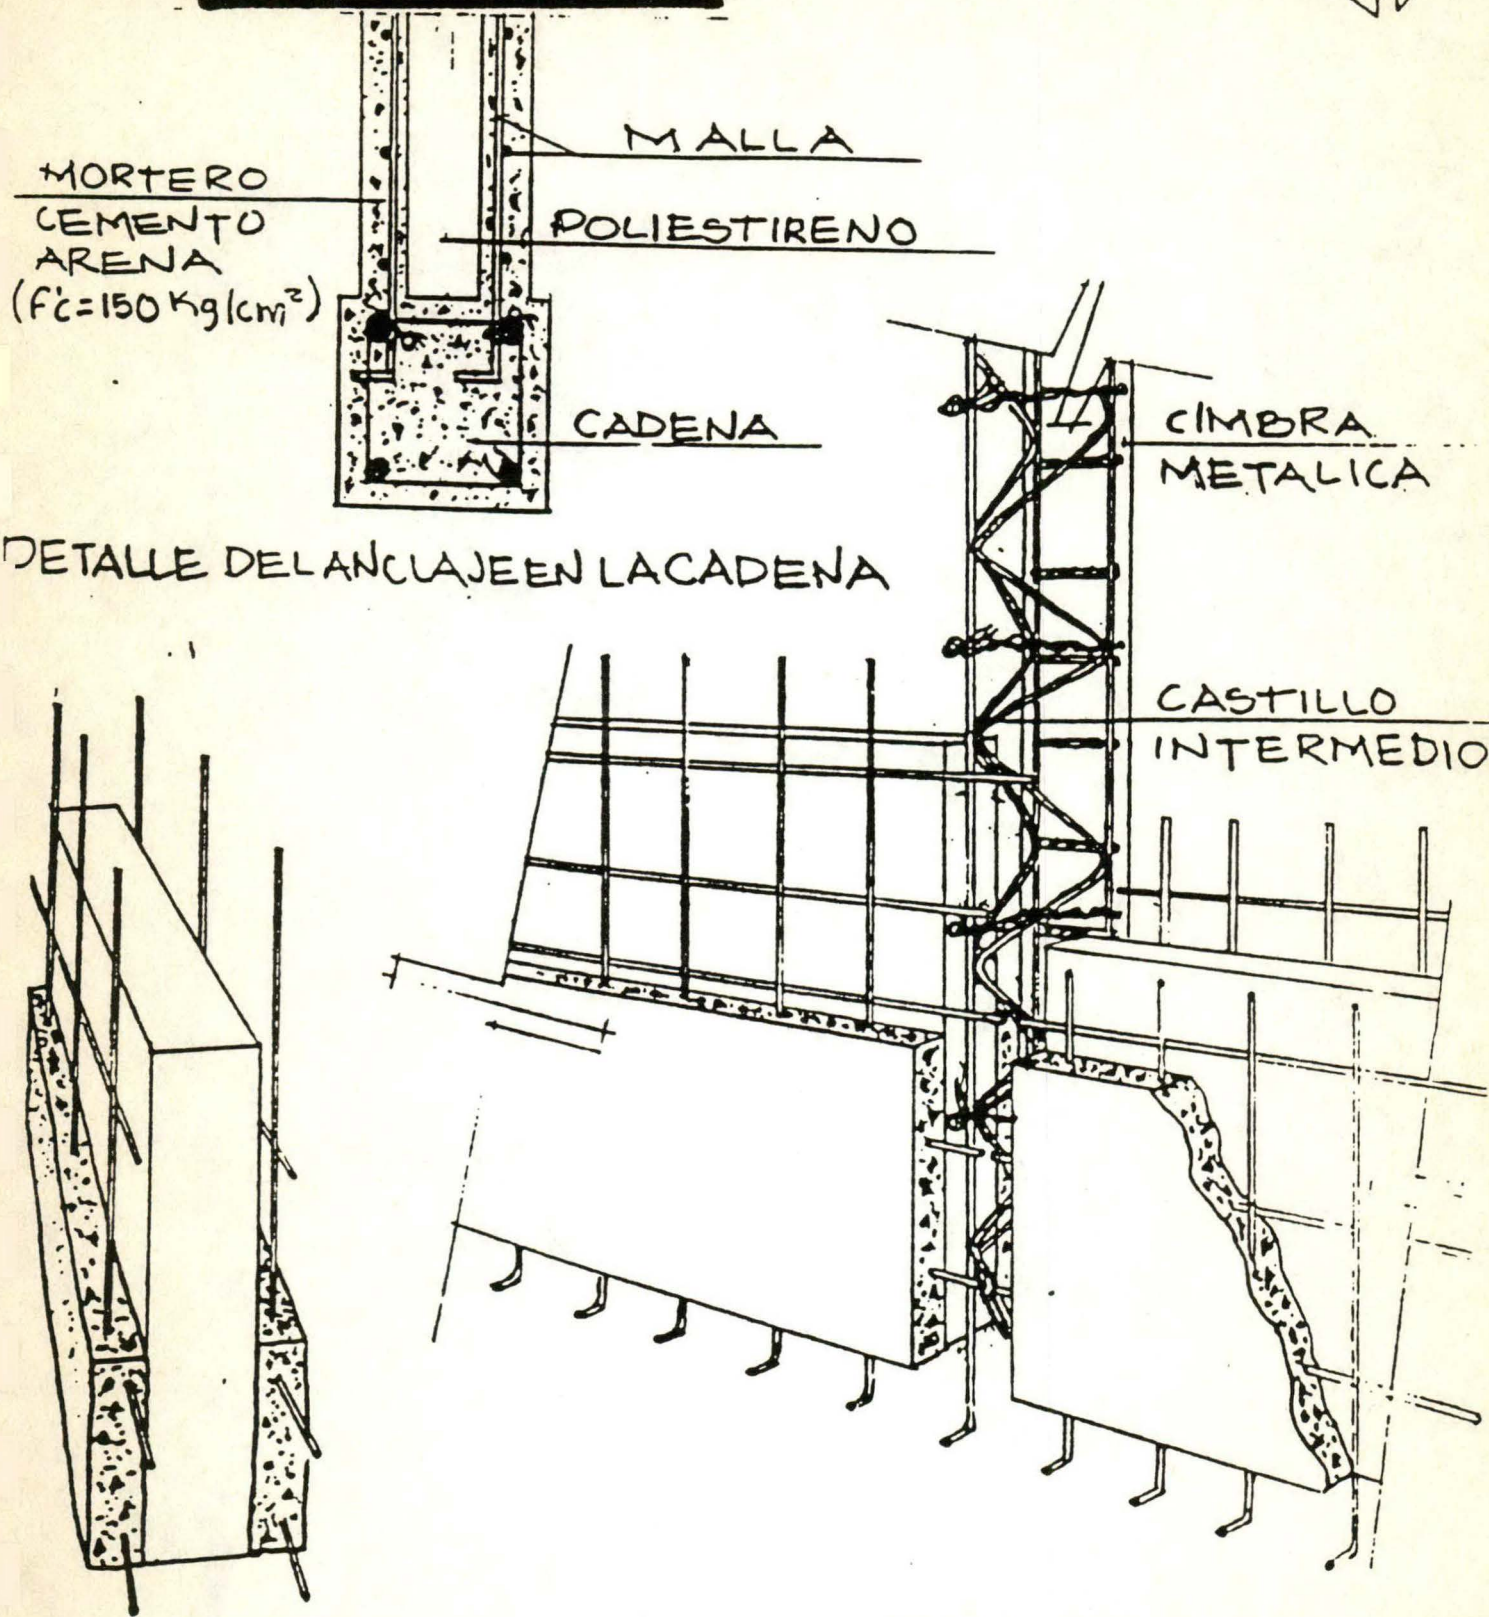 MALLA
MORTERO
CEMENTO
ARENA
(f'c=150 Kg/cm²)
POLIESTIRENO
CADENA
CIMBRA
METALICA
DETALLE DEL ANCLAJE EN LA CADENA
CASTILLO
INTERMEDIO